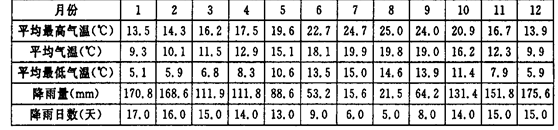 月份 1 2 3 4 5 6 7 8 9 10 11 12
平均最高气温(℃) 13.5 14.3 16.2 17.5 19.6 22.7 24.7 25.0 24.0 20.9 16.7 13.9
平均气温(℃) 9.3 10.1 11.5 12.9 15.1 18.1 19.9 19.8 19.0 16.2 12.3 9.9
平均最低气温(℃) 5.1 5.9 6.8 8.3 10.6 13.5 15.0 14.6 13.9 11.4 7.9 5.9
降雨量(mm) 170.8 168.6 111.9 111.8 88.6 53.2 15.8 21.5 64.2 131.4 151.8 175.6
降雨日数(天) 17.0 16.0 15.0 14.0 13.0 9.0 6.0 5.0 8.0 14.0 15.0 15.0